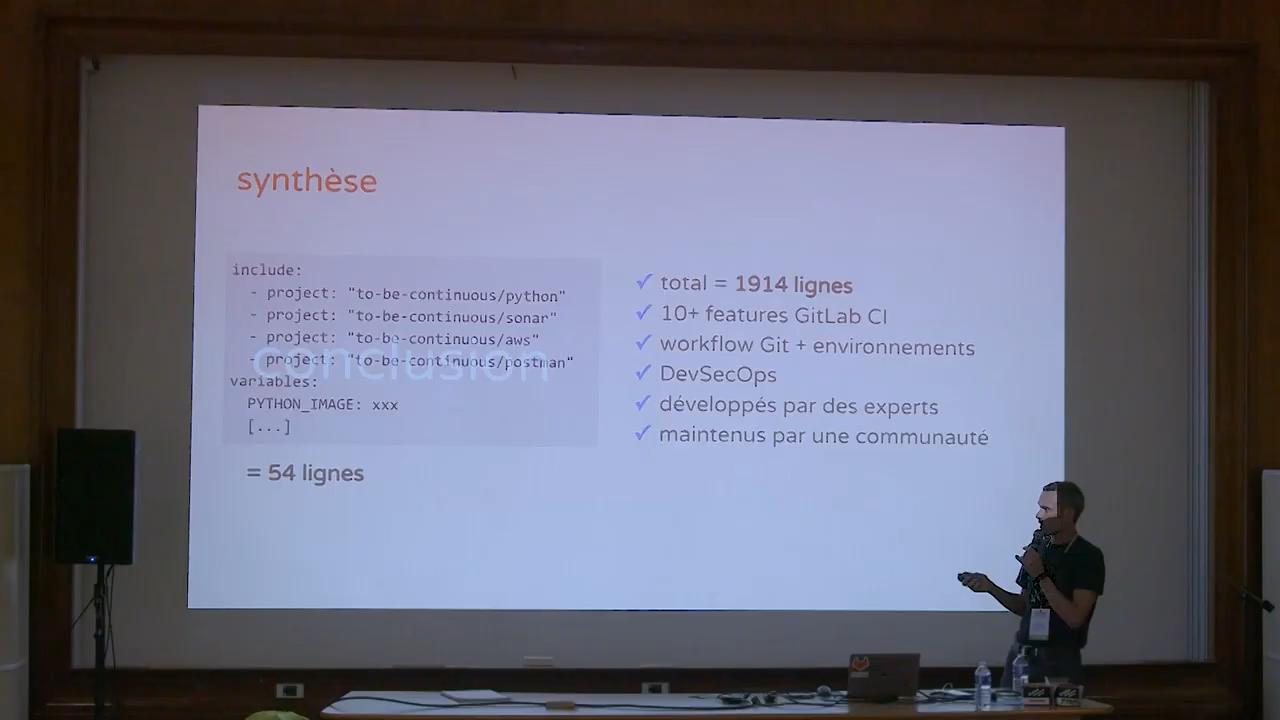 synthèse
include:
- project: "to-be-continuous/python"
- project: "to-be-continuous/sonar"
- project: "to-be-continuous/aws"
- project: "to-be-continuous/postman"
conclusion
variables:
PYTHON_IMAGE: xxx
[...]
= 54 lignes
✓ total = 1914 lignes
✓ 10+ features GitLab CI
✓ workflow Git + environnements
✓ DevSecOps
✓ développés par des experts
✓ maintenus par une communauté